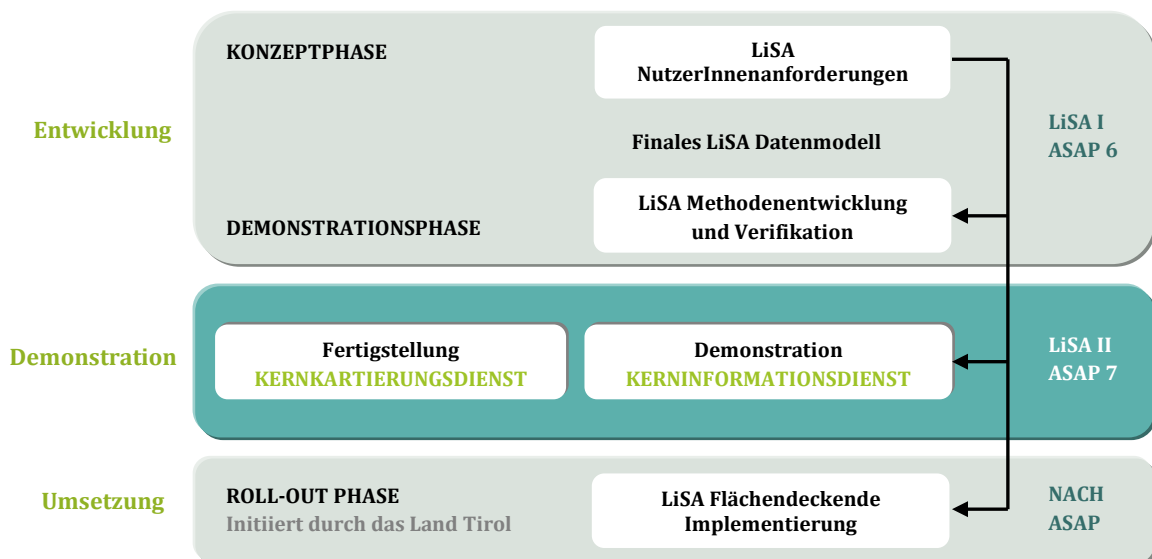 KONZEPTPHASE
LiSA
NutzerInnenanforderungen
Entwicklung
Finales LiSA Datenmodell
LiSA I
ASAP 6
DEMONSTRATIONSPHASE
LiSA Methodenentwicklung
und Verifikation
Demonstration
Fertigstellung
KERNKARTIERUNGSDIENST
Demonstration
KERNINFORMATIONSDIENST
LiSA II
ASAP 7
Umsetzung
ROLL-OUT PHASE
Initiiert durch das Land Tirol
LiSA Flächendeckende
Implementierung
NACH
ASAP